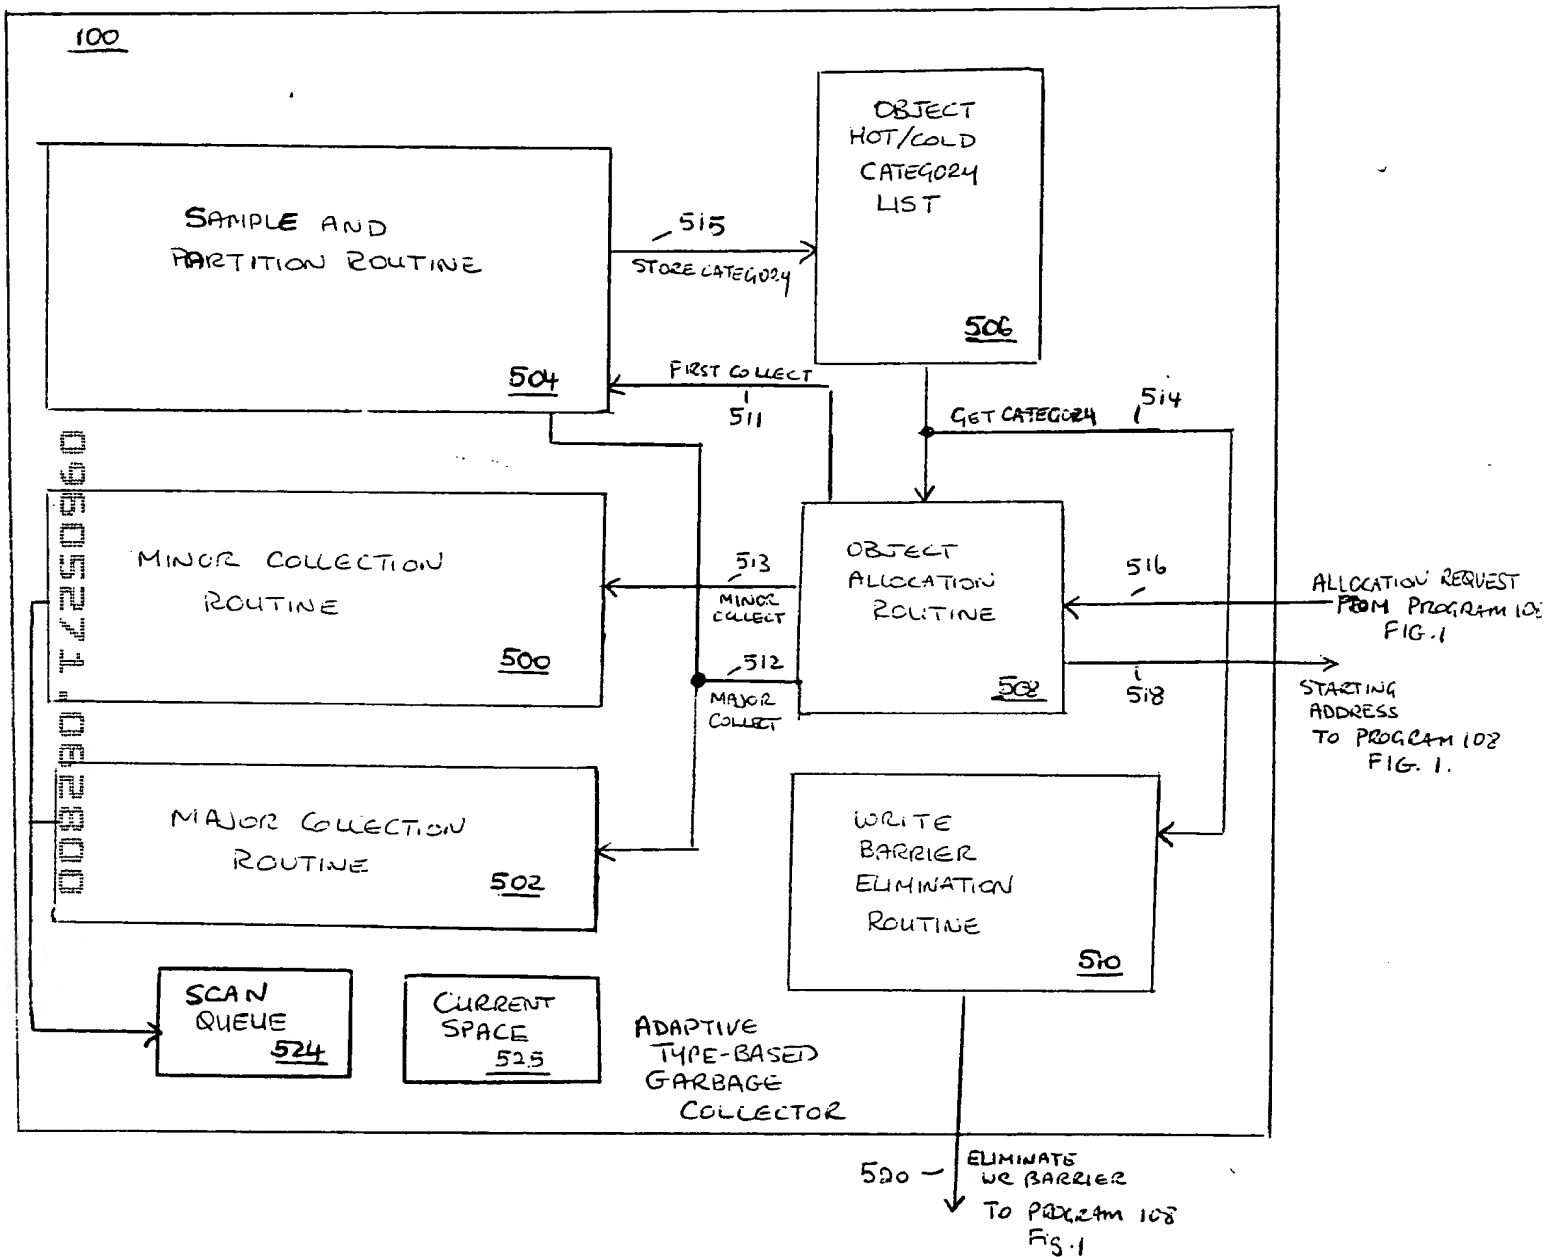 100
OBJECT
HOT/COLD
CATEGORY
LIST
506
SAMPLE AND
PARTITION ROUTINE
504
515
STORE CATEGORY
FIRST COLLECT
511
GET CATEGORY
514
09605271.062800
MINOR COLLECTION
ROUTINE
500
513
MINOR
COLLECT
512
MAJOR
COLLECT
OBJECT
ALLOCATION
ROUTINE
508
516
ALLOCATION REQUEST
FROM PROGRAM 108
FIG.1
518
STARTING
ADDRESS
TO PROGRAM 108
FIG. 1.
MAJOR COLLECTION
ROUTINE
502
WRITE
BARRIER
ELIMINATION
ROUTINE
510
SCAN
QUEUE
524
CURRENT
SPACE
525
ADAPTIVE
TYPE-BASED
GARBAGE
COLLECTOR
520
ELIMINATE
WR BARRIER
TO PROGRAM 108
Fig.1